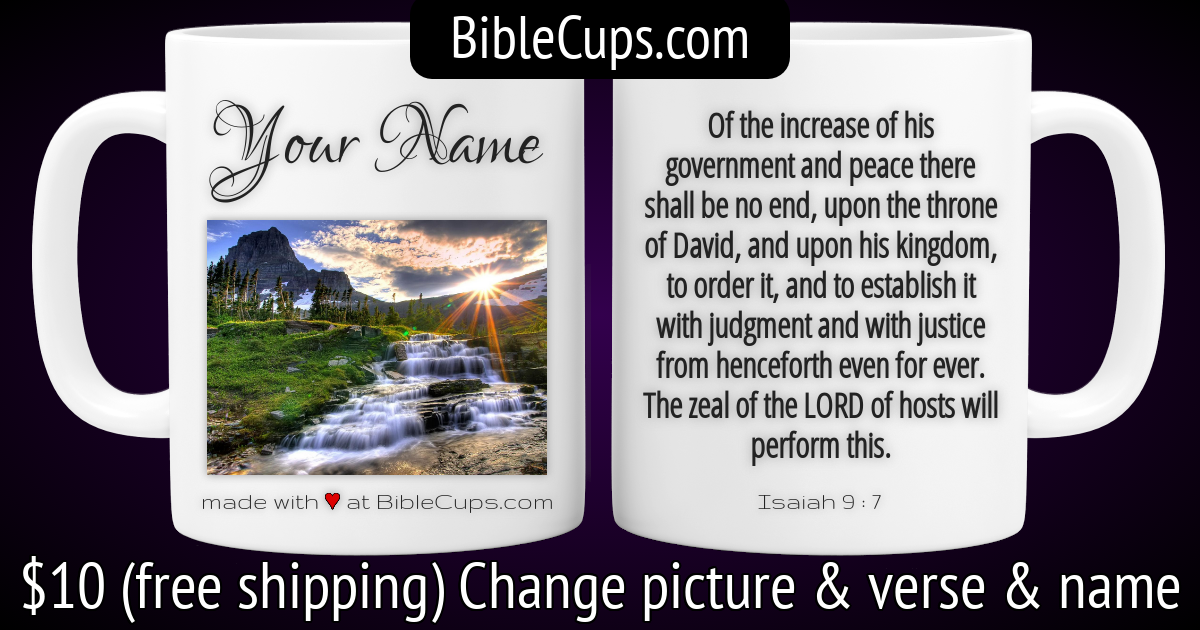 BibleCups.com
Your Name
made with ♥ at BibleCups.com
Of the increase of his
government and peace there
shall be no end, upon the throne
of David, and upon his kingdom,
to order it, and to establish it
with judgment and with justice
from henceforth even for ever.
The zeal of the LORD of hosts will
perform this.
Isaiah 9:7
$10 (free shipping) Change picture & verse & name